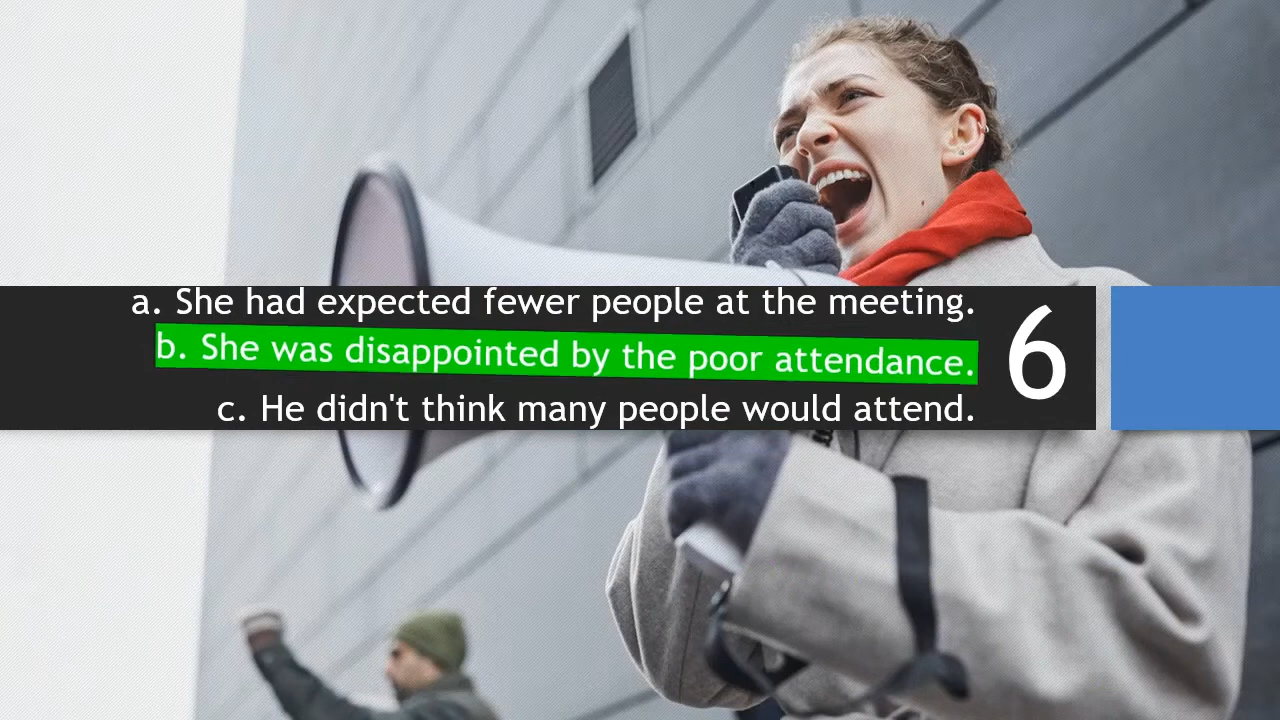 a. She had expected fewer people at the meeting.
b. She was disappointed by the poor attendance.
c. He didn't think many people would attend.
6